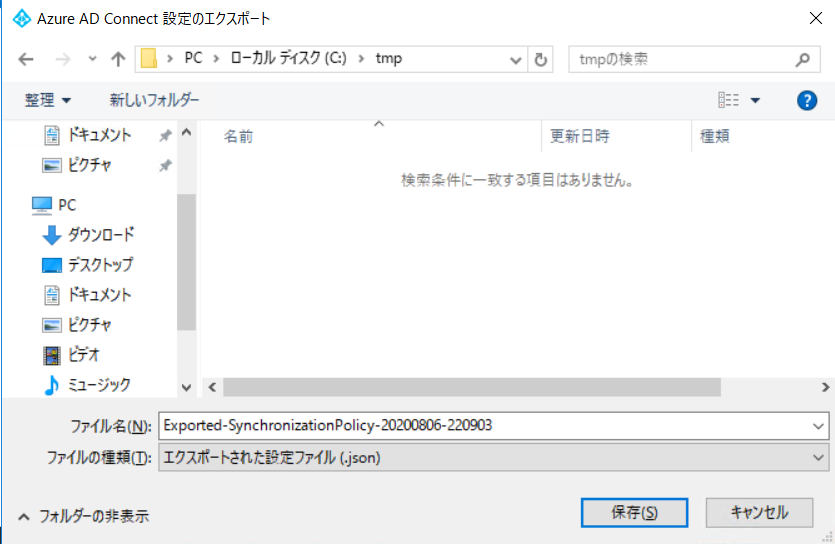 Azure AD Connect 設定のエクスポート
PC › ローカル ディスク (C:) › tmp
tmpの検索
整理
新しいフォルダー
ドキュメント
ピクチャ
PC
ダウンロード
デスクトップ
ドキュメント
ピクチャ
ビデオ
ミュージック
名前
更新日時
種類
検索条件に一致する項目はありません。
ファイル名(N):
Exported-SynchronizationPolicy-20200806-220903
ファイルの種類(T):
エクスポートされた設定ファイル (.json)
フォルダーの非表示
保存(S)
キャンセル